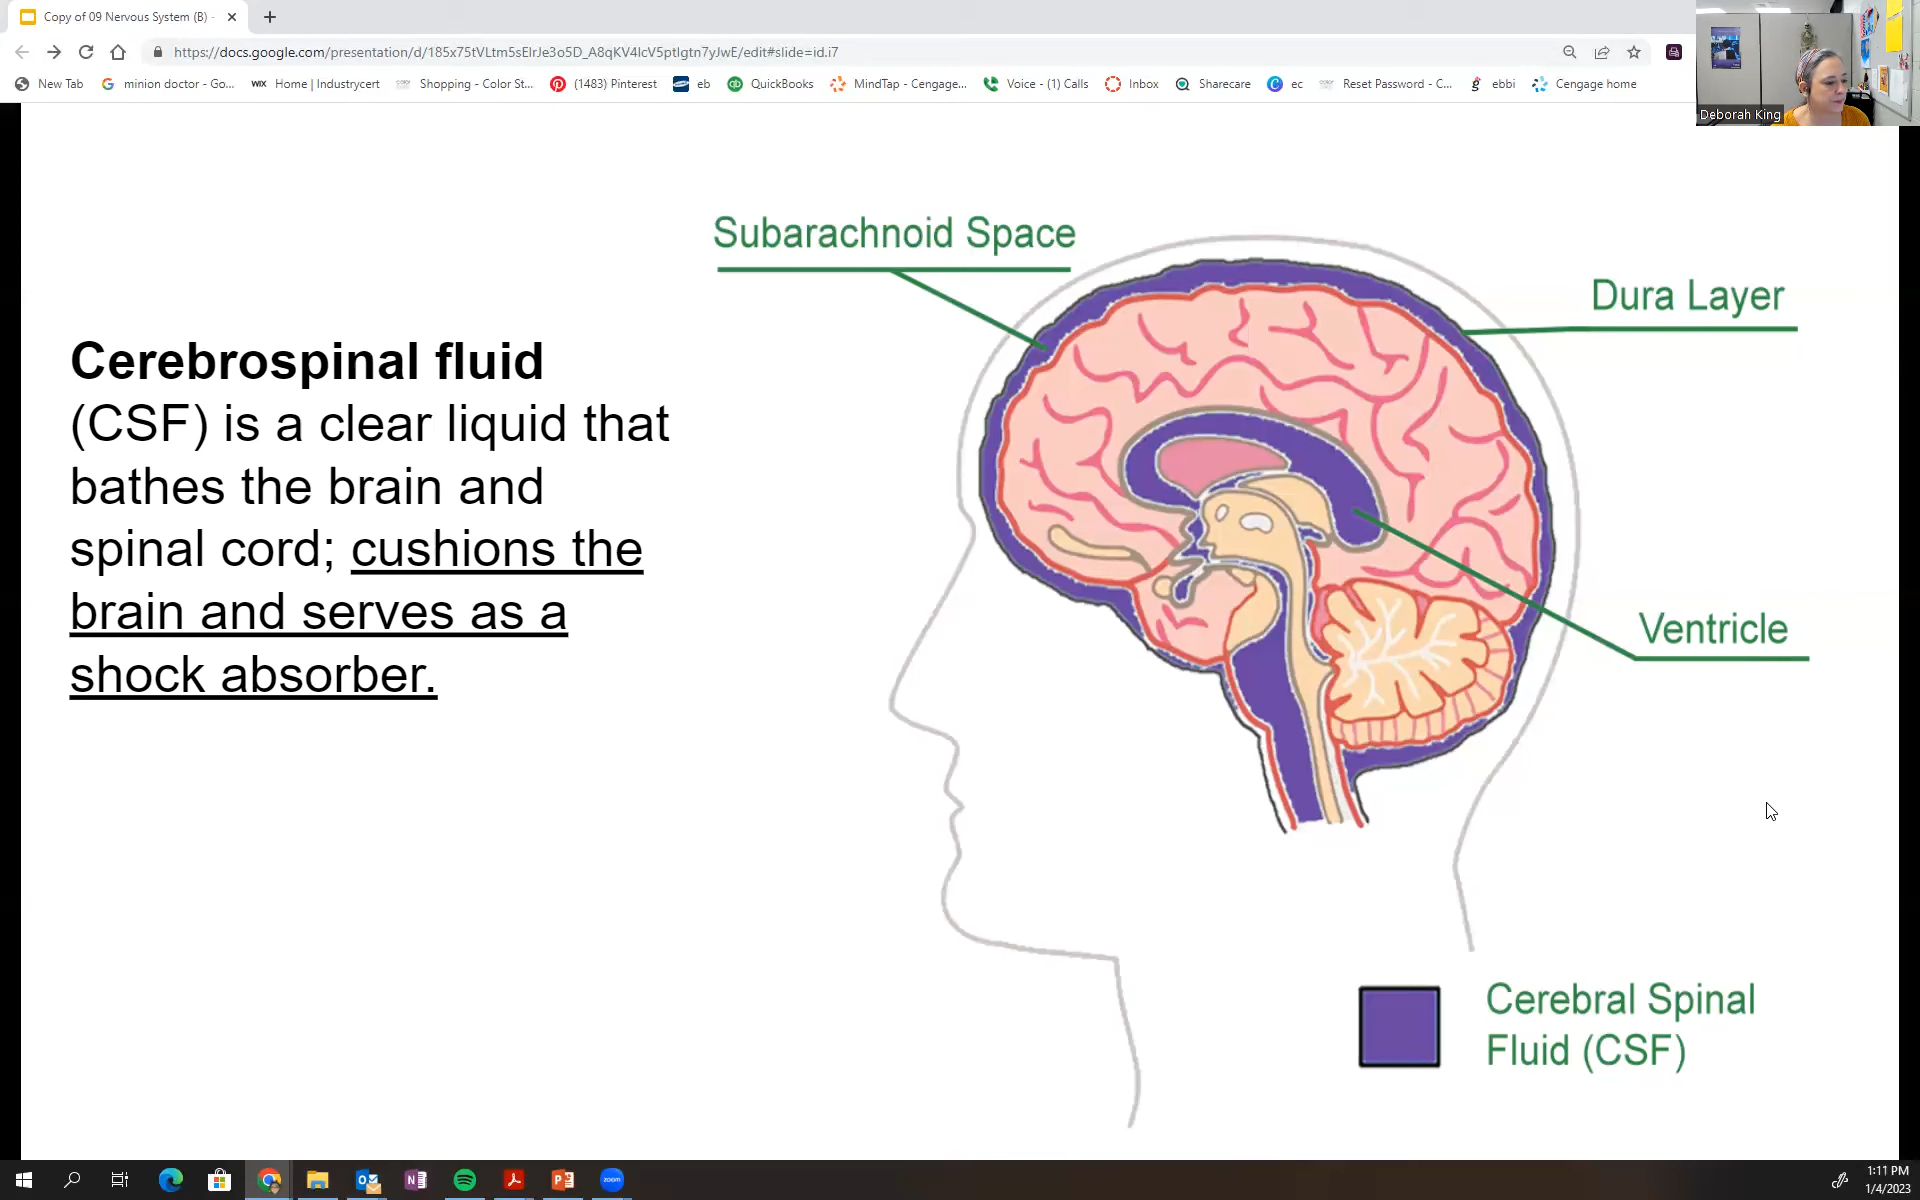 Copy of 09 Nervous System (B) -
https://docs.google.com/presentation/d/185x75tVLtm5sEIrJe3o5D_A8qKV4lcV5ptIgtn7yJwE/edit#slide=id.i7
New Tab minion doctor - Go... WIX Home | Industrycert Shopping - Color St... (1483) Pinterest eb QuickBooks MindTap - Cengage... Voice - (1) Calls Inbox Sharecare ec Reset Password - C... ebbi Cengage home
Deborah King
Subarachnoid Space
Dura Layer
Cerebrospinal fluid
(CSF) is a clear liquid that
bathes the brain and
spinal cord; cushions the
brain and serves as a
shock absorber.
Ventricle
Cerebral Spinal
Fluid (CSF)
zoom
1:11 PM
1/4/2023